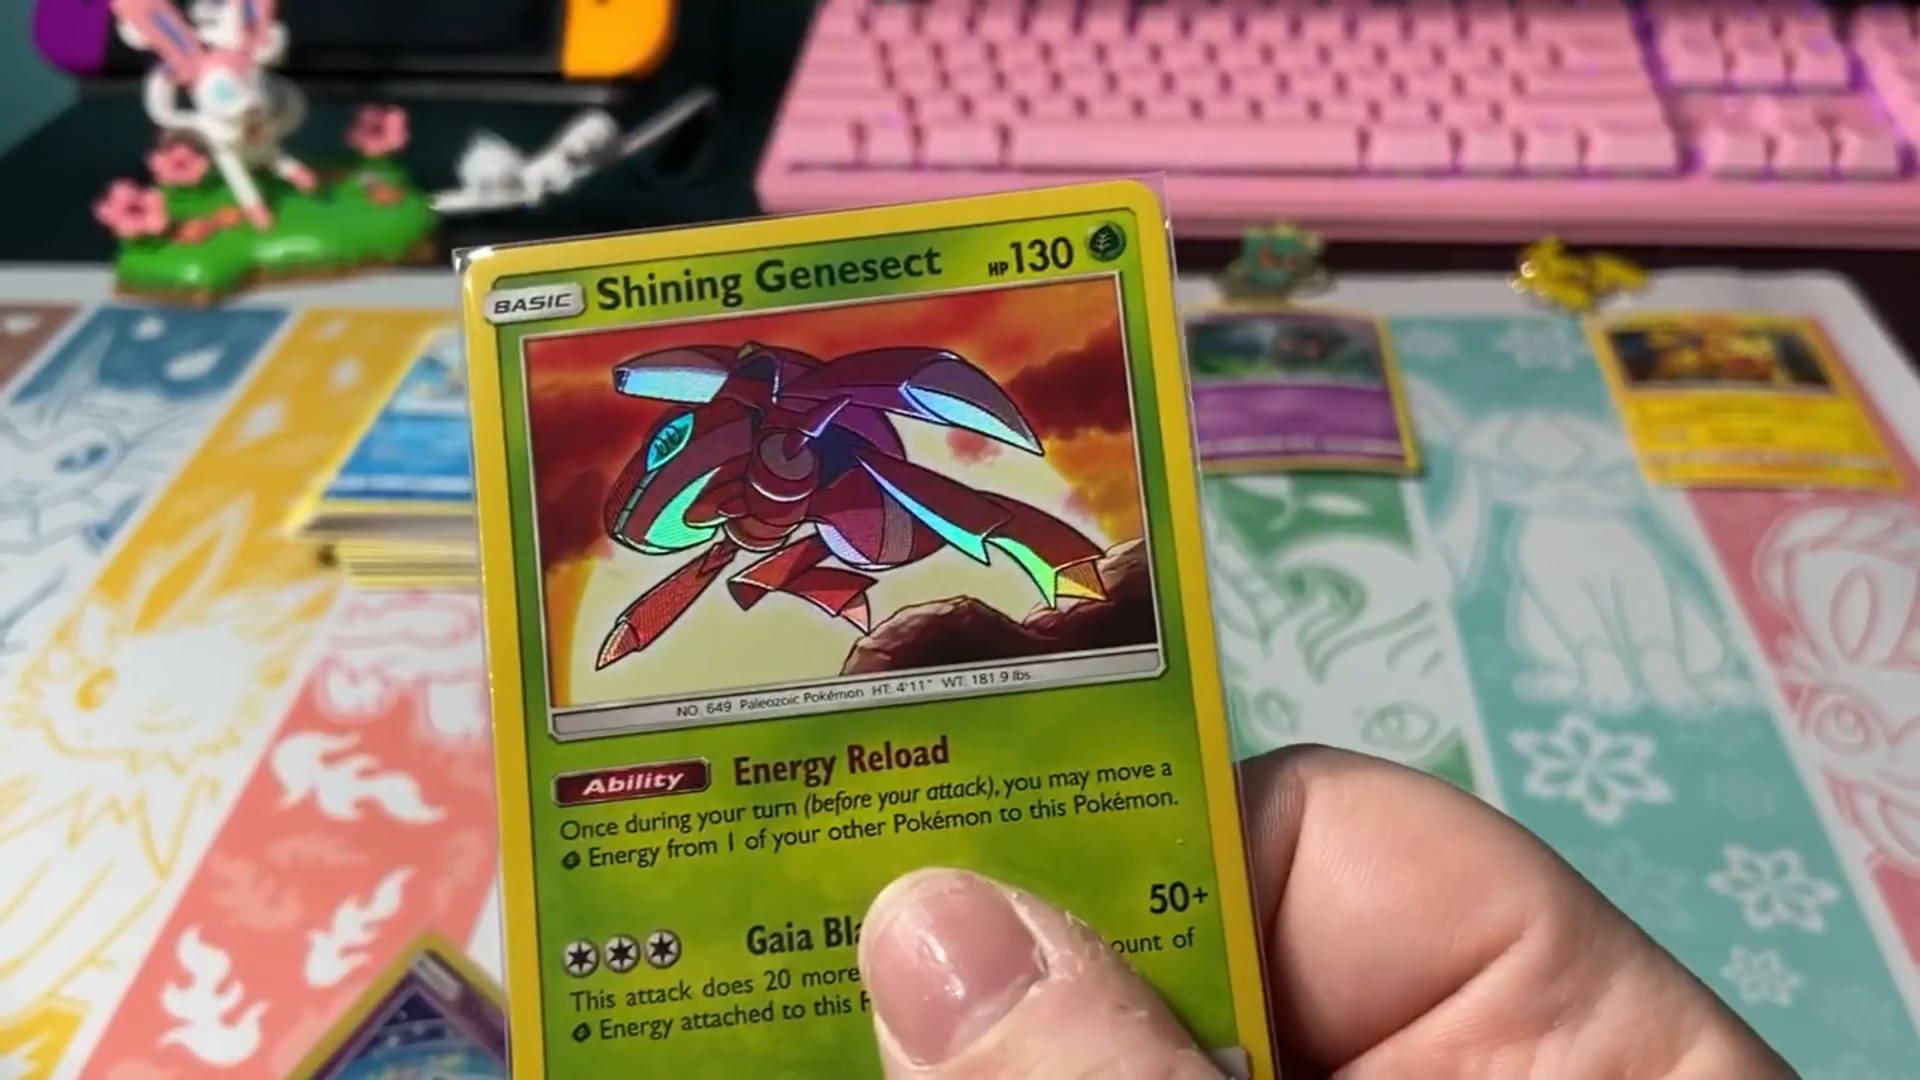 BASIC Shining Genesect HP 130
NO. 649 Paleozoic Pokémon HT: 4'11" WT: 181.9 lbs.
Ability Energy Reload
Once during your turn (before your attack), you may move a
Energy from 1 of your other Pokémon to this Pokémon.
Gaia 50+
This attack does 20 more ount of
Energy attached to this